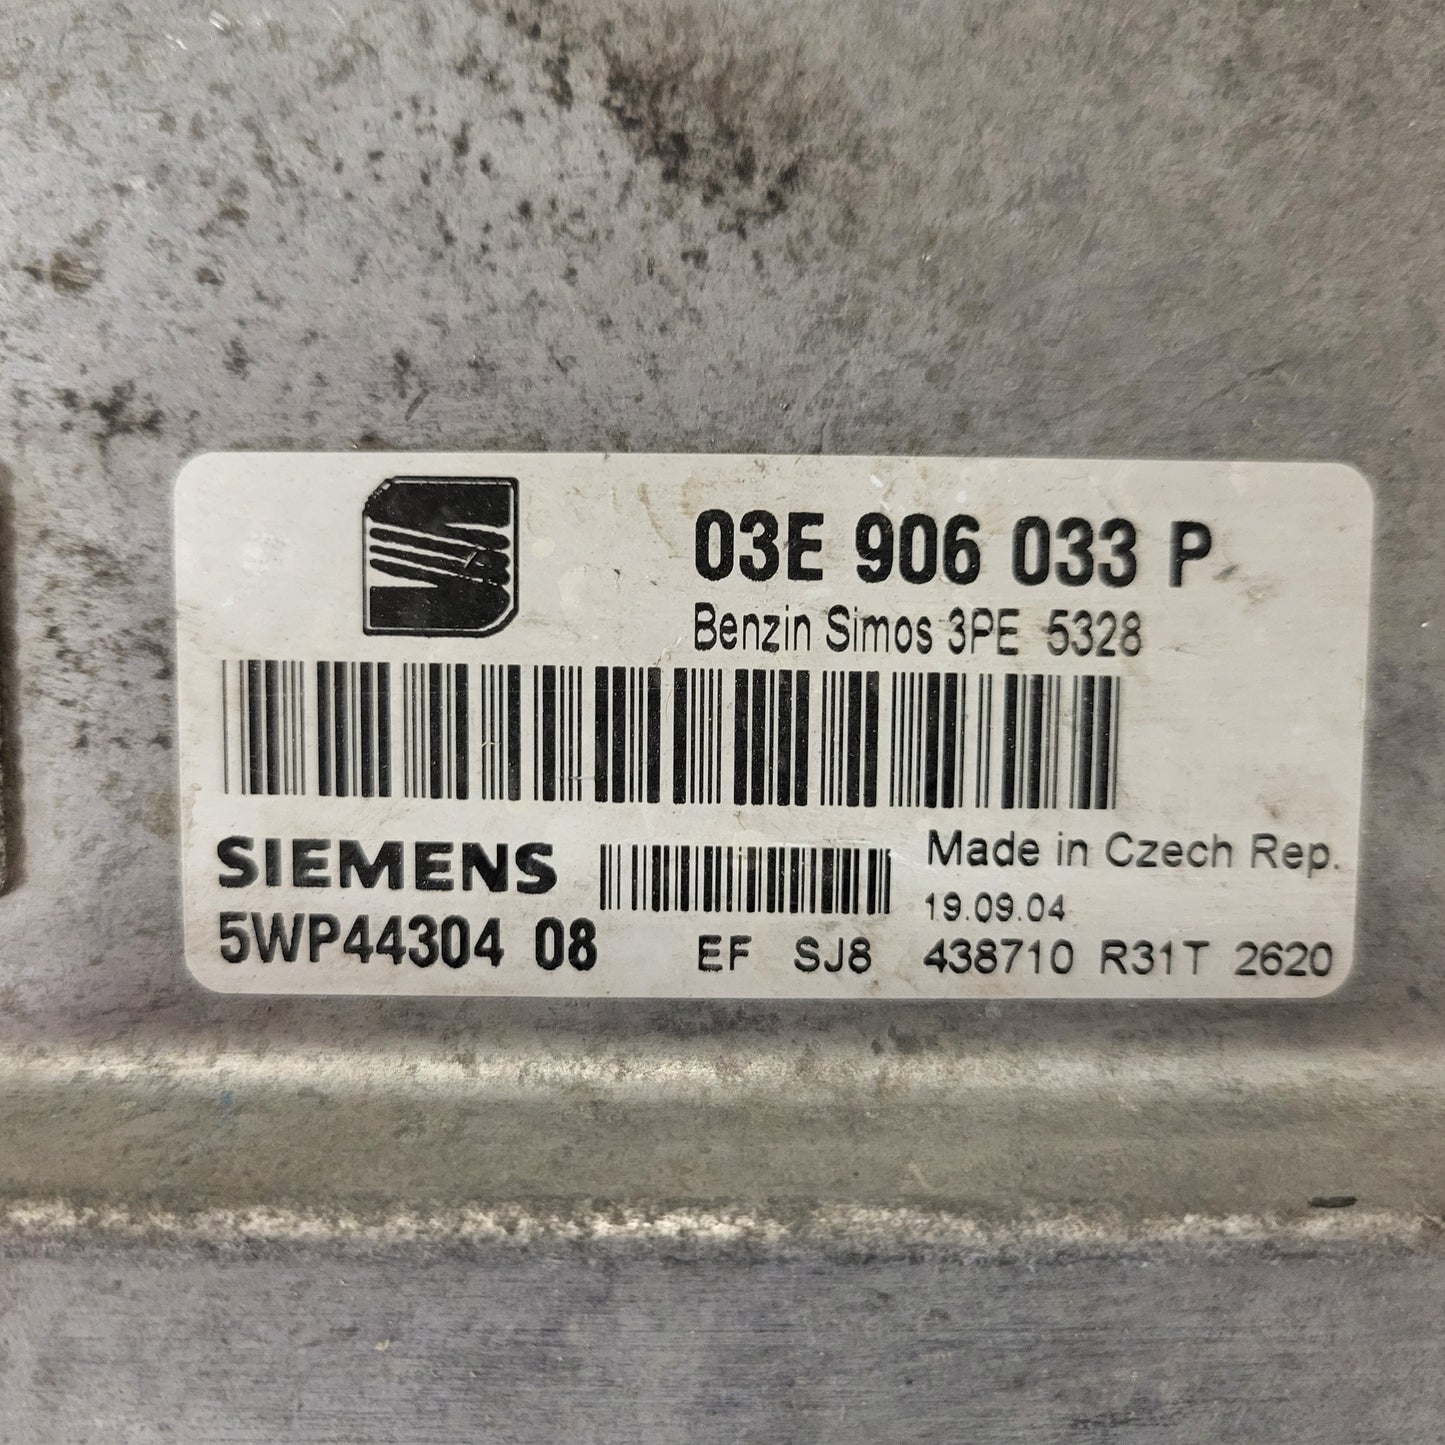 03E 906 033 P
Benzin Simos 3PE 5328
SIEMENS
Made in Czech Rep.
19.09.04
5WP44304 08
EF SJ8 438710 R31T 2620